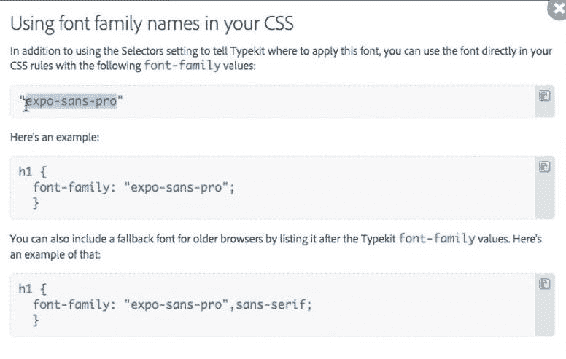 Using font family names in your CSS
In addition to using the Selectors setting to tell Typekit where to apply this font, you can use the font directly in your
CSS rules with the following font-family values:
"expo-sans-pro"
Here's an example:
h1 {
font-family: "expo-sans-pro";
}
You can also include a fallback font for older browsers by listing it after the Typekit font-family values. Here's
an example of that:
h1 {
font-family: "expo-sans-pro",sans-serif;
}